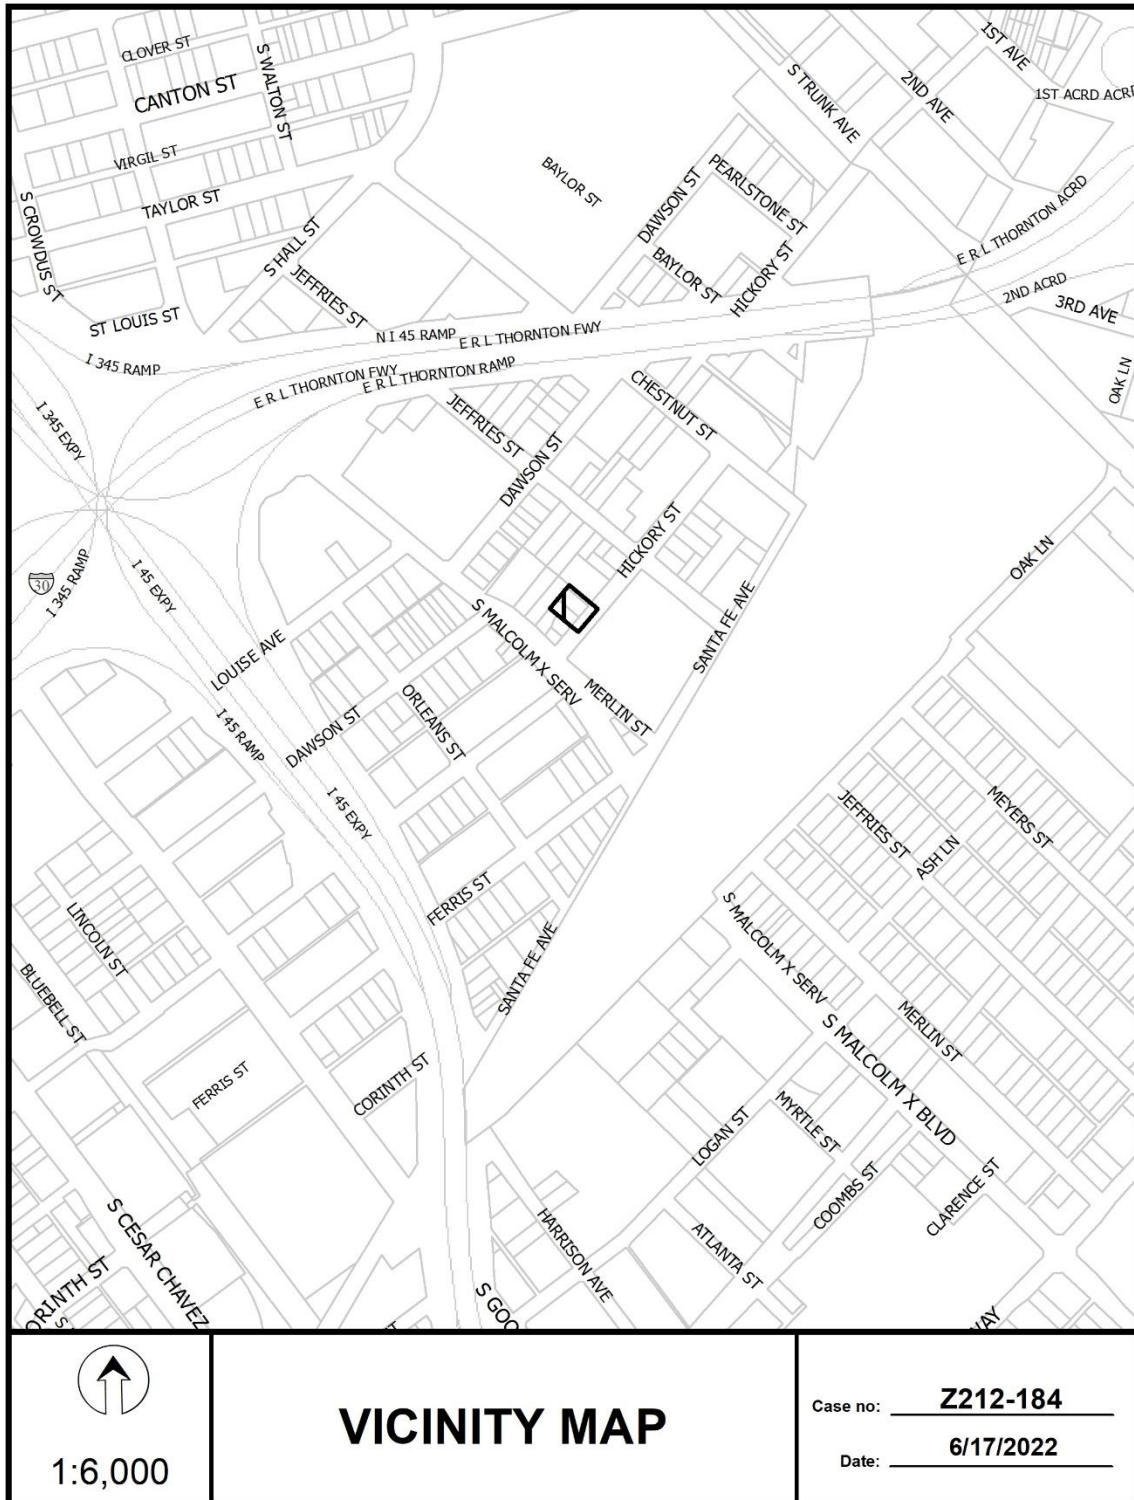 CLOVER ST
S WALTON ST
CANTON ST
VIRGIL ST
TAYLOR ST
S CROWDUS ST
ST LOUIS ST
S HALL ST
JEFFRIES ST
BAYLOR ST
S TRUNK AVE
2ND AVE
1ST AVE
1ST ACRD ACRD
PEARLSTONE ST
DAWSON ST
BAYLOR ST
HICKORY ST
E R L THORNTON ACRD
2ND ACRD
3RD AVE
OAK LN
N I 45 RAMP
E R L THORNTON FWY
I 345 RAMP
E R L THORNTON FWY
E R L THORNTON RAMP
I 345 EXPY
JEFFRIES ST
CHESTNUT ST
DAWSON ST
HICKORY ST
OAK LN
30
I 345 RAMP
I 45 EXPY
SANTA FE AVE
LOUISE AVE
S MALCOLM X SERV
MERLIN ST
ORLEANS ST
DAWSON ST
I 45 RAMP
I 45 EXPY
JEFFRIES ST
ASH LN
MEYERS ST
FERRIS ST
LINCOLN ST
BLUEBELL ST
SANTA FE AVE
S MALCOLM X SERV
MERLIN ST
S MALCOLM X BLVD
FERRIS ST
CORINTH ST
LOGAN ST
MYRTLE ST
COOMBS ST
CLARENCE ST
ATLANTA ST
HARRISON AVE
S CESAR CHAVEZ
ORINTH ST
S GOO
WAY
1:6,000
VICINITY MAP
Case no: Z212-184
Date: 6/17/2022